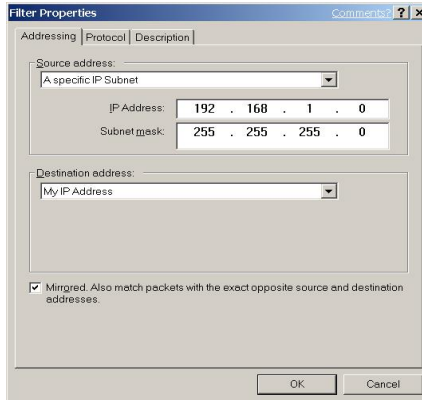 Filter Properties Comments? ? ×
Addressing Protocol Description
Source address:
A specific IP Subnet
IP Address: 192 . 168 . 1 . 0
Subnet mask: 255 . 255 . 255 . 0
Destination address:
My IP Address
Mirrored. Also match packets with the exact opposite source and destination
addresses.
OK Cancel